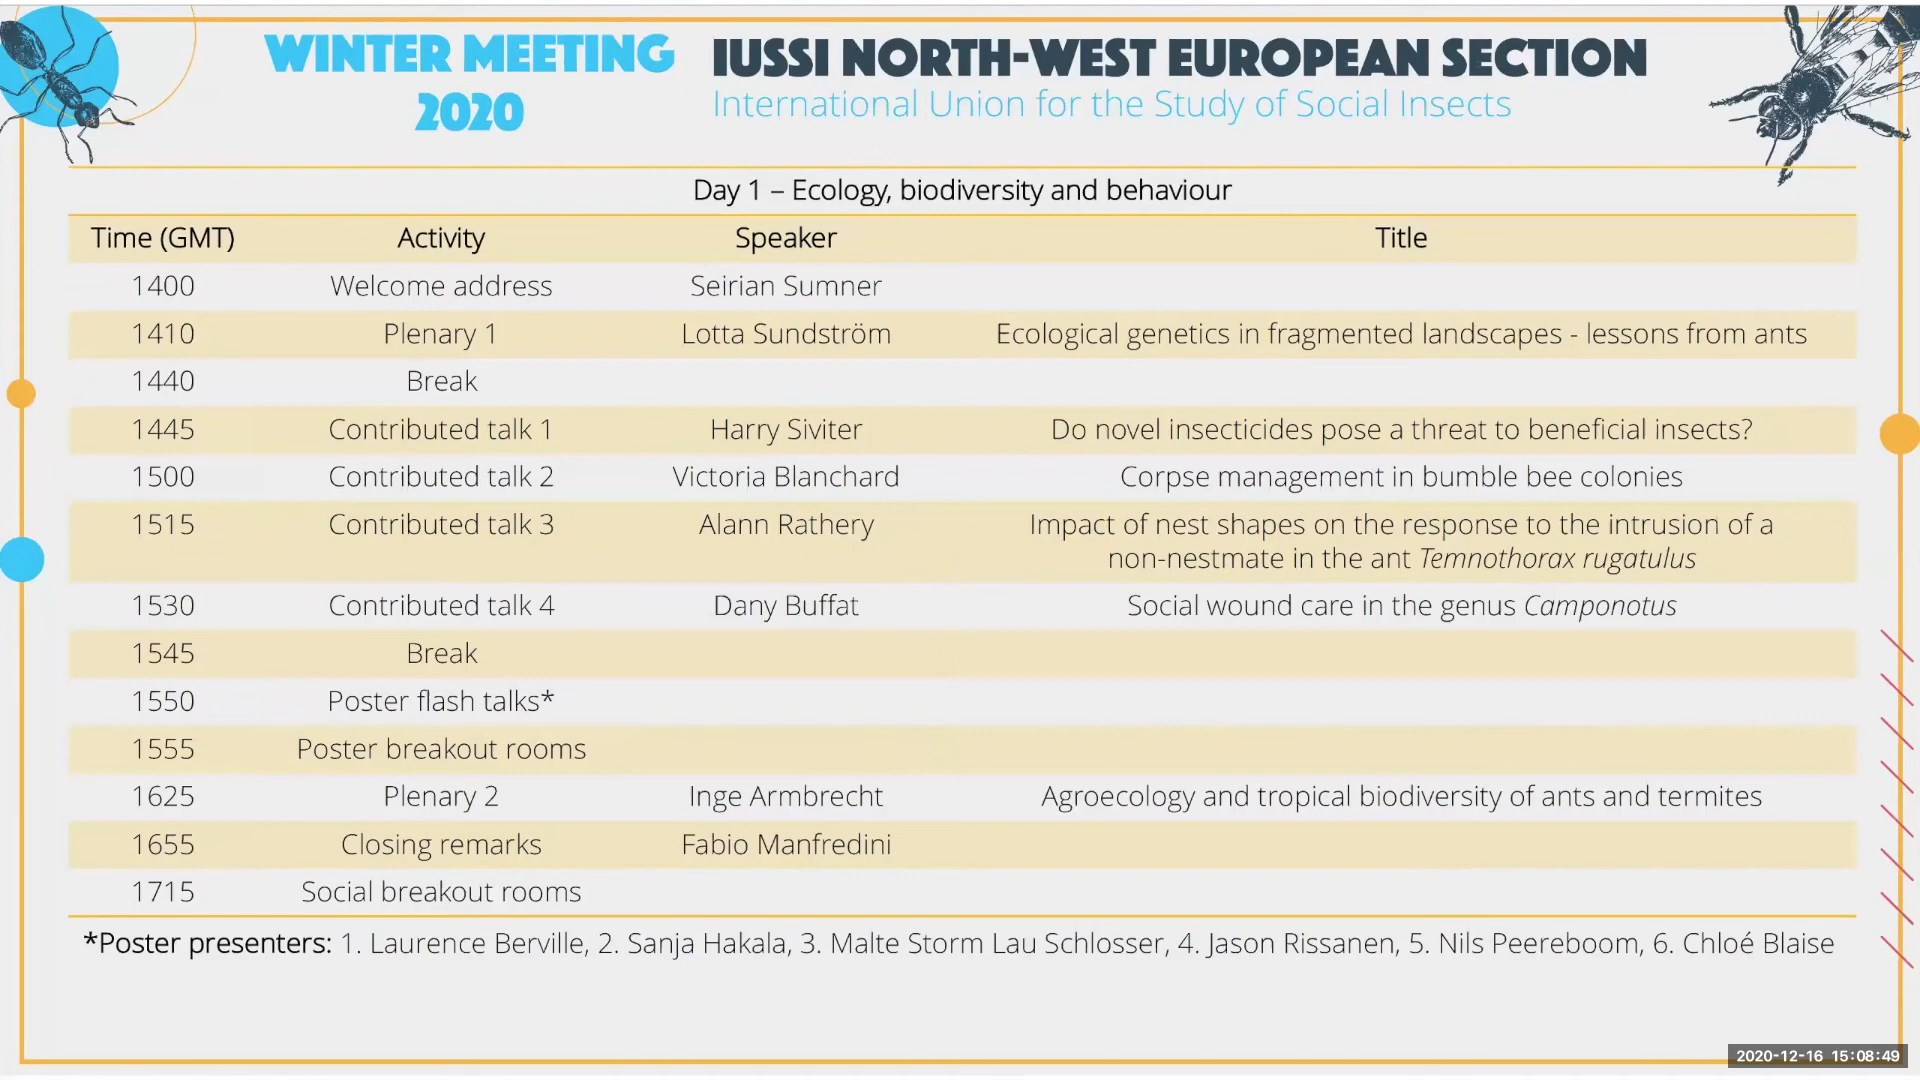 WINTER MEETING
2020
IUSSI NORTH-WEST EUROPEAN SECTION
International Union for the Study of Social Insects
Day 1 – Ecology, biodiversity and behaviour
Time (GMT) Activity Speaker Title
1400 Welcome address Seirian Sumner
1410 Plenary 1 Lotta Sundström Ecological genetics in fragmented landscapes - lessons from ants
1440 Break
1445 Contributed talk 1 Harry Siviter Do novel insecticides pose a threat to beneficial insects?
1500 Contributed talk 2 Victoria Blanchard Corpse management in bumble bee colonies
1515 Contributed talk 3 Alann Rathery Impact of nest shapes on the response to the intrusion of a
non-nestmate in the ant Temnothorax rugatulus
1530 Contributed talk 4 Dany Buffat Social wound care in the genus Camponotus
1545 Break
1550 Poster flash talks*
1555 Poster breakout rooms
1625 Plenary 2 Inge Armbrecht Agroecology and tropical biodiversity of ants and termites
1655 Closing remarks Fabio Manfredini
1715 Social breakout rooms
*Poster presenters: 1. Laurence Berville, 2. Sanja Hakala, 3. Malte Storm Lau Schlosser, 4. Jason Rissanen, 5. Nils Peereboom, 6. Chloé Blaise
2020-12-16 15:08:49